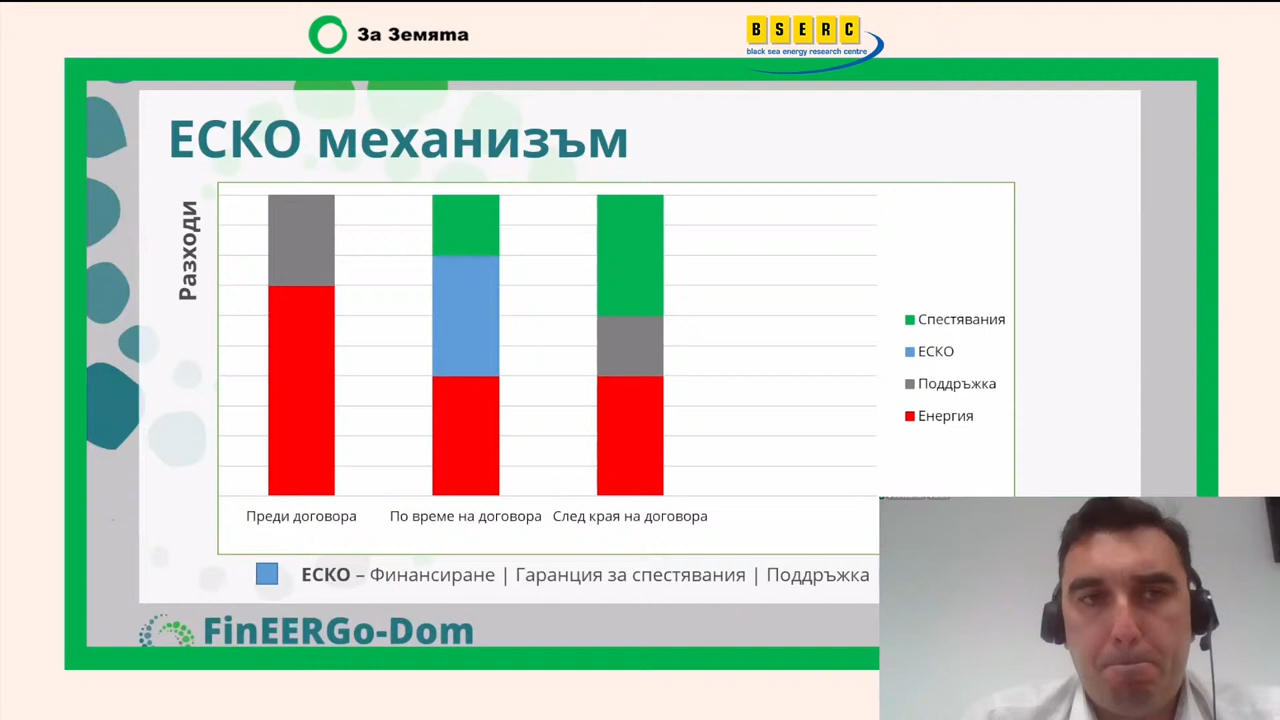 За Земята
BSERC
black sea energy research centre
ЕСКО механизъм
Разходи
Спестявания
ЕСКО
Поддръжка
Енергия
Преди договора
По време на договора
След края на договора
ЕСКО – Финансиране | Гаранция за спестявания | Поддръжка
FinEERGo-Dom